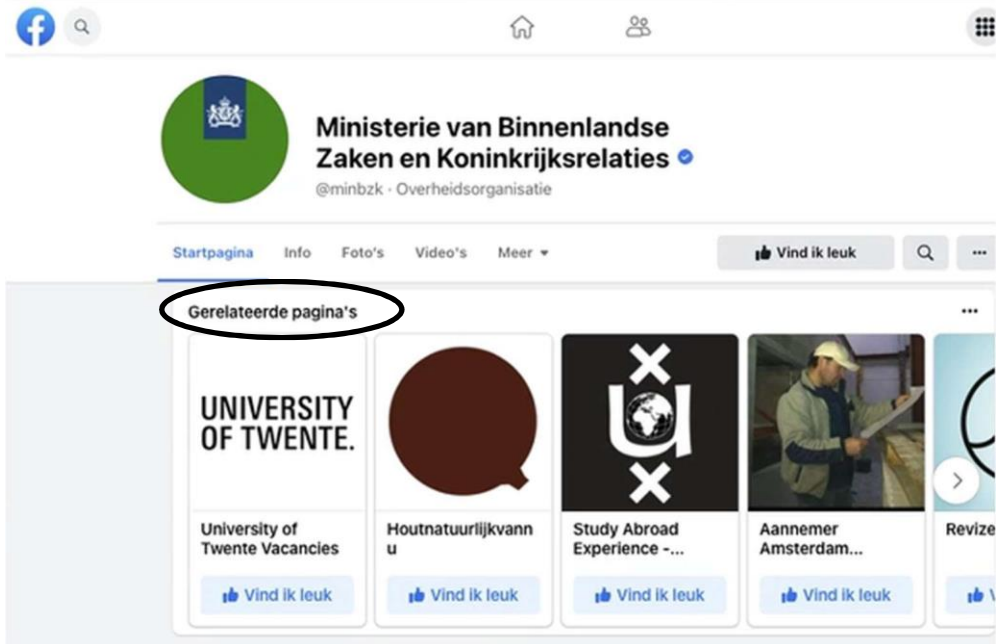 Ministerie van Binnenlandse
Zaken en Koninkrijksrelaties
@minbzk · Overheidsorganisatie
Startpagina Info Foto's Video's Meer Vind ik leuk
Gerelateerde pagina's
UNIVERSITY
OF TWENTE.
University of
Twente Vacancies
Houtnatuurlijkvann
u
Study Abroad
Experience -...
Aannemer
Amsterdam...
Revize
Vind ik leuk Vind ik leuk Vind ik leuk Vind ik leuk